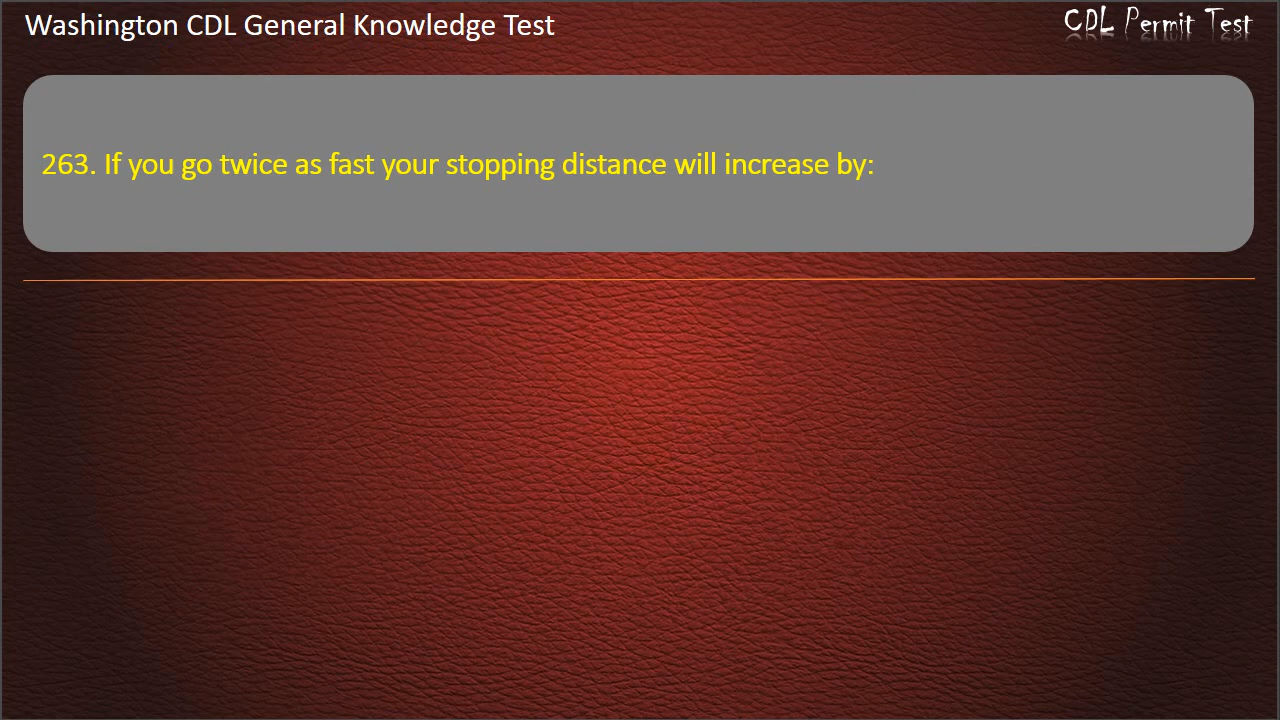 Washington CDL General Knowledge Test
CDL Permit Test
263. If you go twice as fast your stopping distance will increase by: